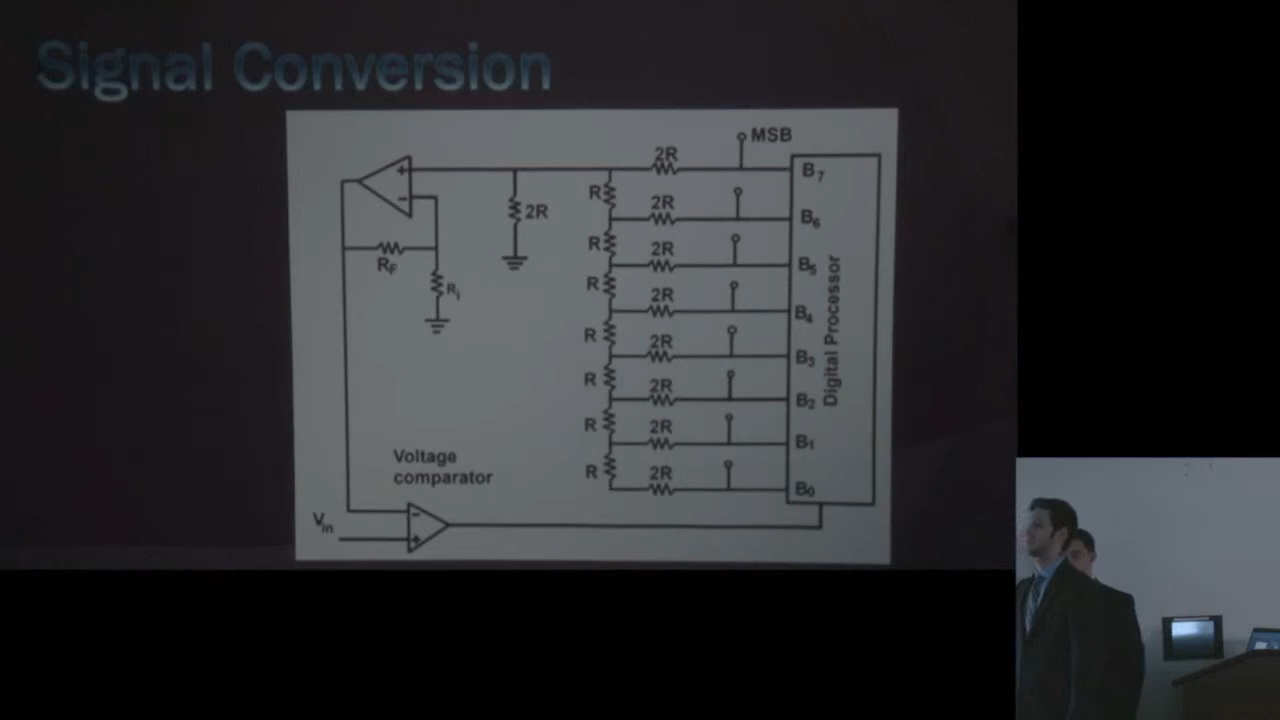 Signal Conversion
MSB
2R
B7
R
2R
B6
2R
R
2R
B5
RF
R
2R
B4
Ri
R
2R
B3
R
2R
B2
R
2R
B1
R
2R
B0
Digital Processor
Voltage
comparator
Vin
+
-
-
+